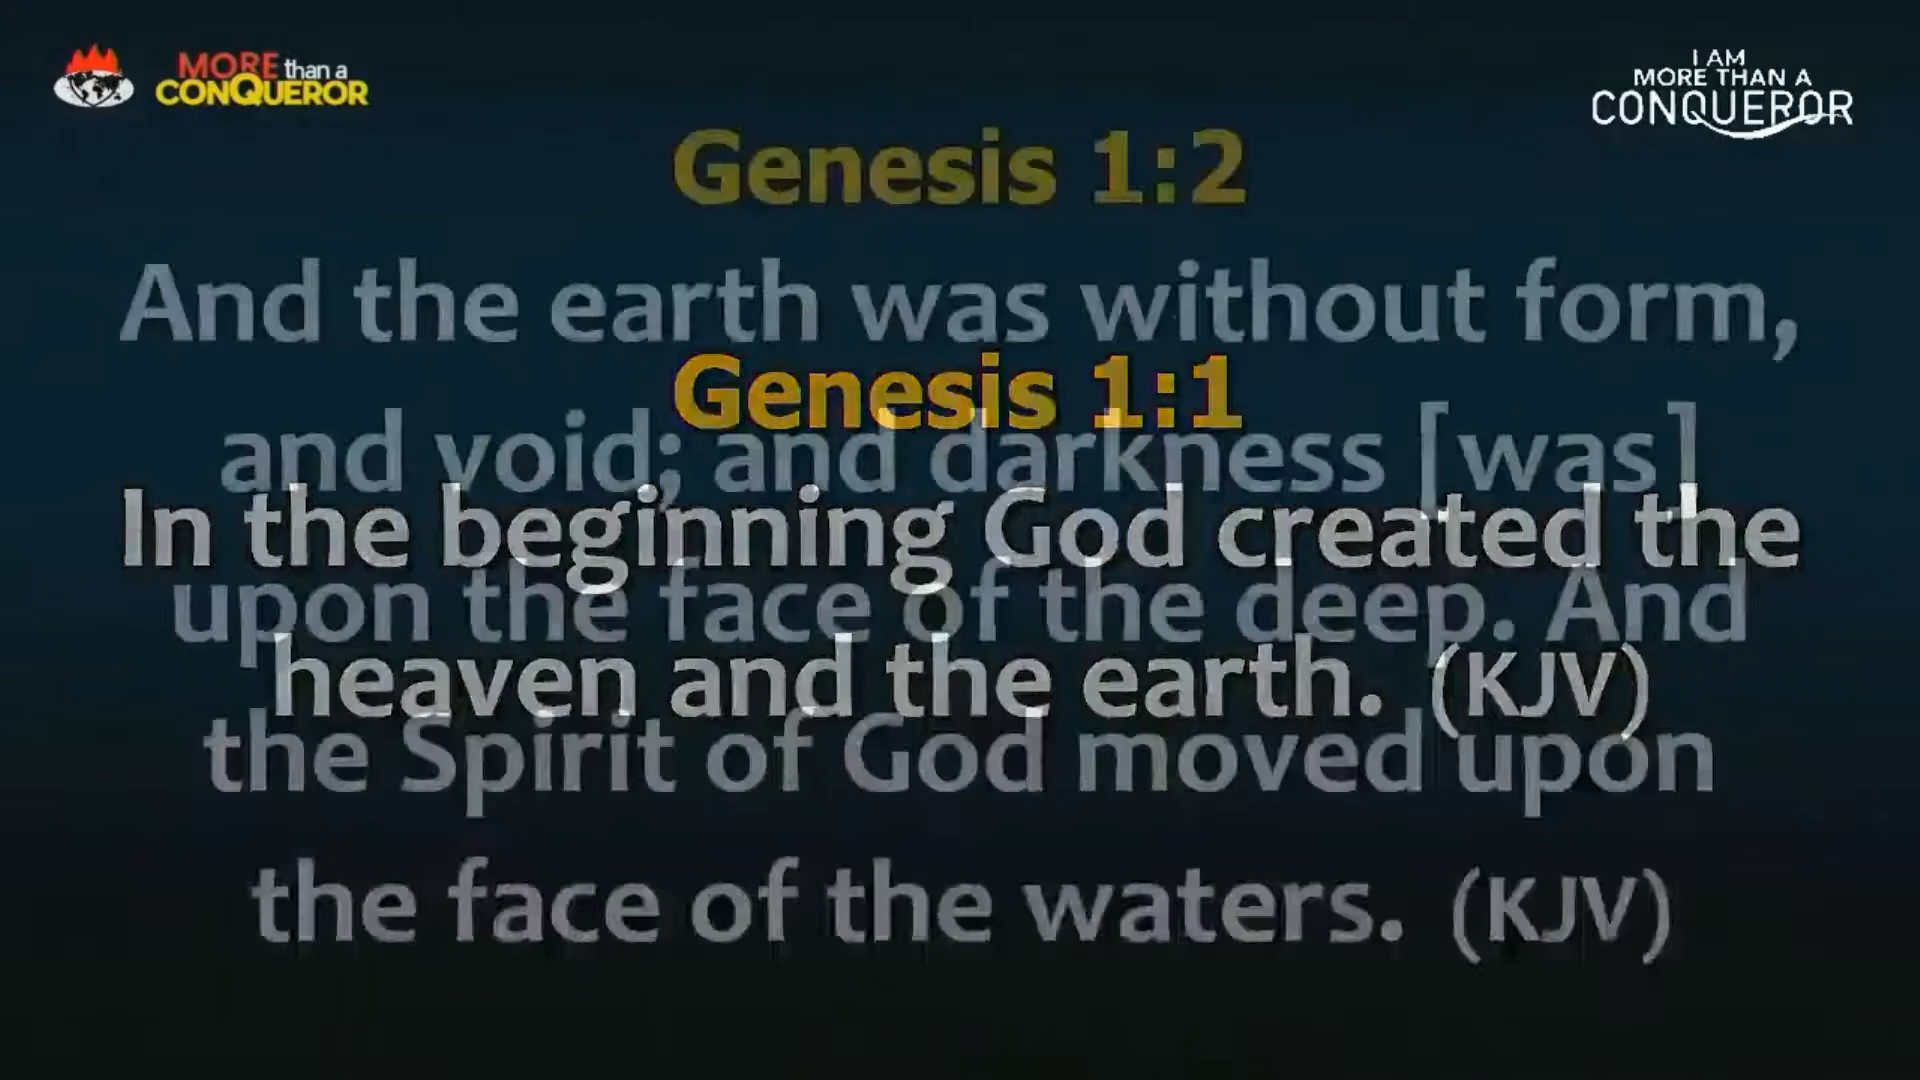 MORE than a
CONQUEROR
I AM
MORE THAN A
CONQUEROR
Genesis 1:2
And the earth was without form,
and void; and darkness [was]
upon the face of the deep. And
the Spirit of God moved upon
the face of the waters. (KJV)
Genesis 1:1
In the beginning God created the
heaven and the earth. (KJV)